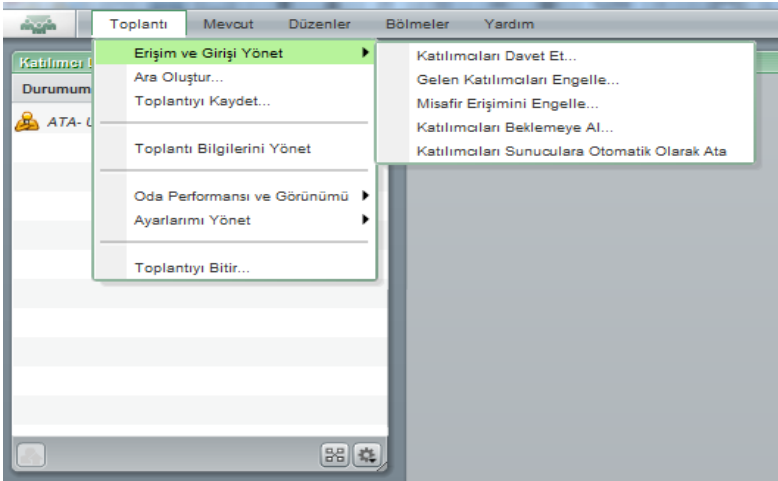 Toplantı Mevcut Düzenler Bölmeler Yardım
Katılımcı
Durumum
ATA-
Erişim ve Girişi Yönet
Ara Oluştur...
Toplantıyı Kaydet...
Toplantı Bilgilerini Yönet
Oda Performansı ve Görünümü
Ayarlarımı Yönet
Toplantıyı Bitir...
Katılımcıları Davet Et...
Gelen Katılımcıları Engelle...
Misafir Erişimini Engelle...
Katılımcıları Beklemeye Al...
Katılımcıları Sunuculara Otomatik Olarak Ata